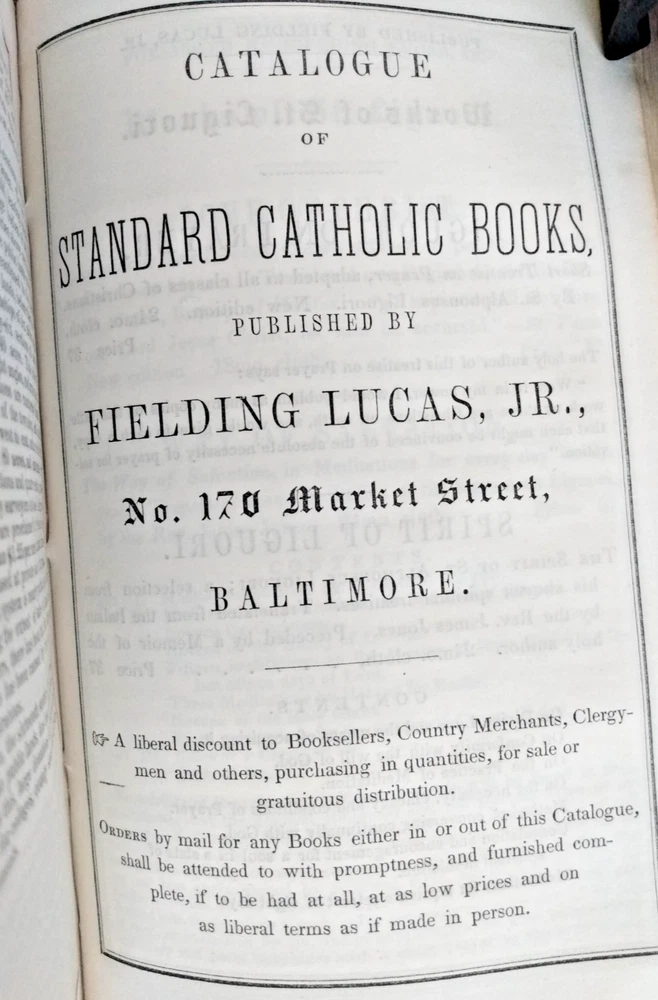 CATALOGUE
OF
STANDARD CATHOLIC BOOKS,
PUBLISHED BY
FIELDING LUCAS, JR.,
No. 170 Market Street,
BALTIMORE.
☞ A liberal discount to Booksellers, Country Merchants, Clergy-
men and others, purchasing in quantities, for sale or
gratuitous distribution.
ORDERS by mail for any Books either in or out of this Catalogue,
shall be attended to with promptness, and furnished com-
plete, if to be had at all, at as low prices and on
as liberal terms as if made in person.